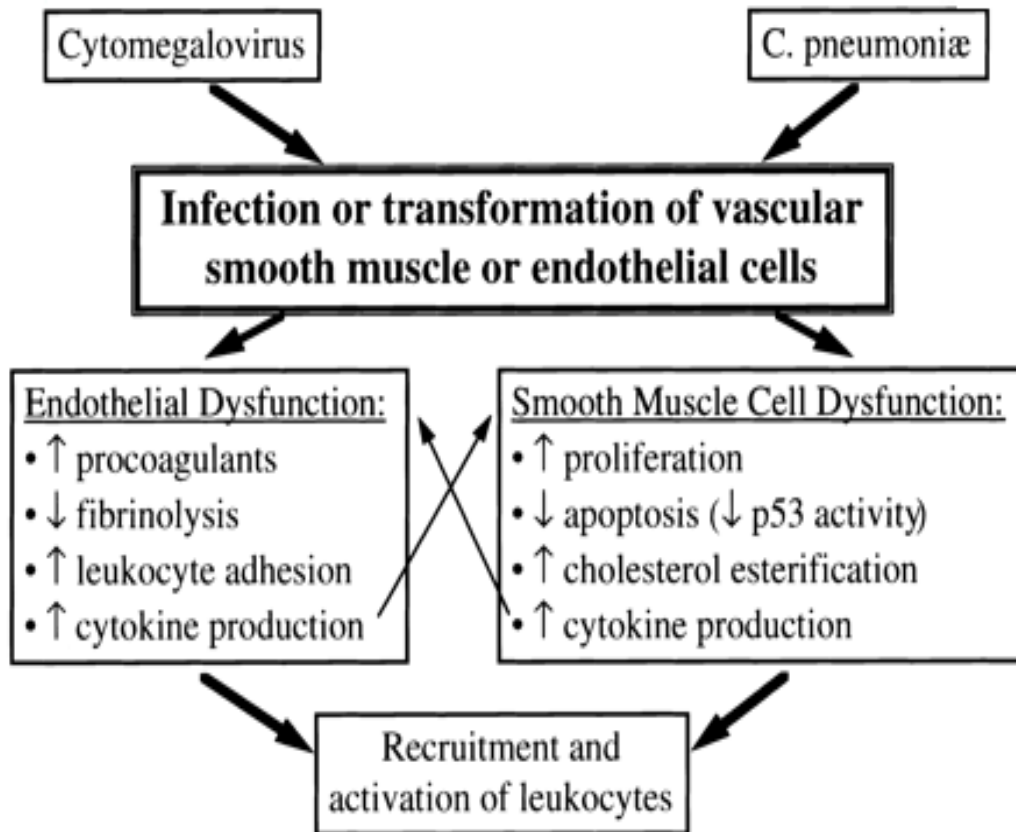 Cytomegalovirus
C. pneumoniæ
Infection or transformation of vascular
smooth muscle or endothelial cells
Endothelial Dysfunction:
• ↑ procoagulants
• ↓ fibrinolysis
• ↑ leukocyte adhesion
• ↑ cytokine production
Smooth Muscle Cell Dysfunction:
• ↑ proliferation
• ↓ apoptosis (↓ p53 activity)
• ↑ cholesterol esterification
• ↑ cytokine production
Recruitment and
activation of leukocytes